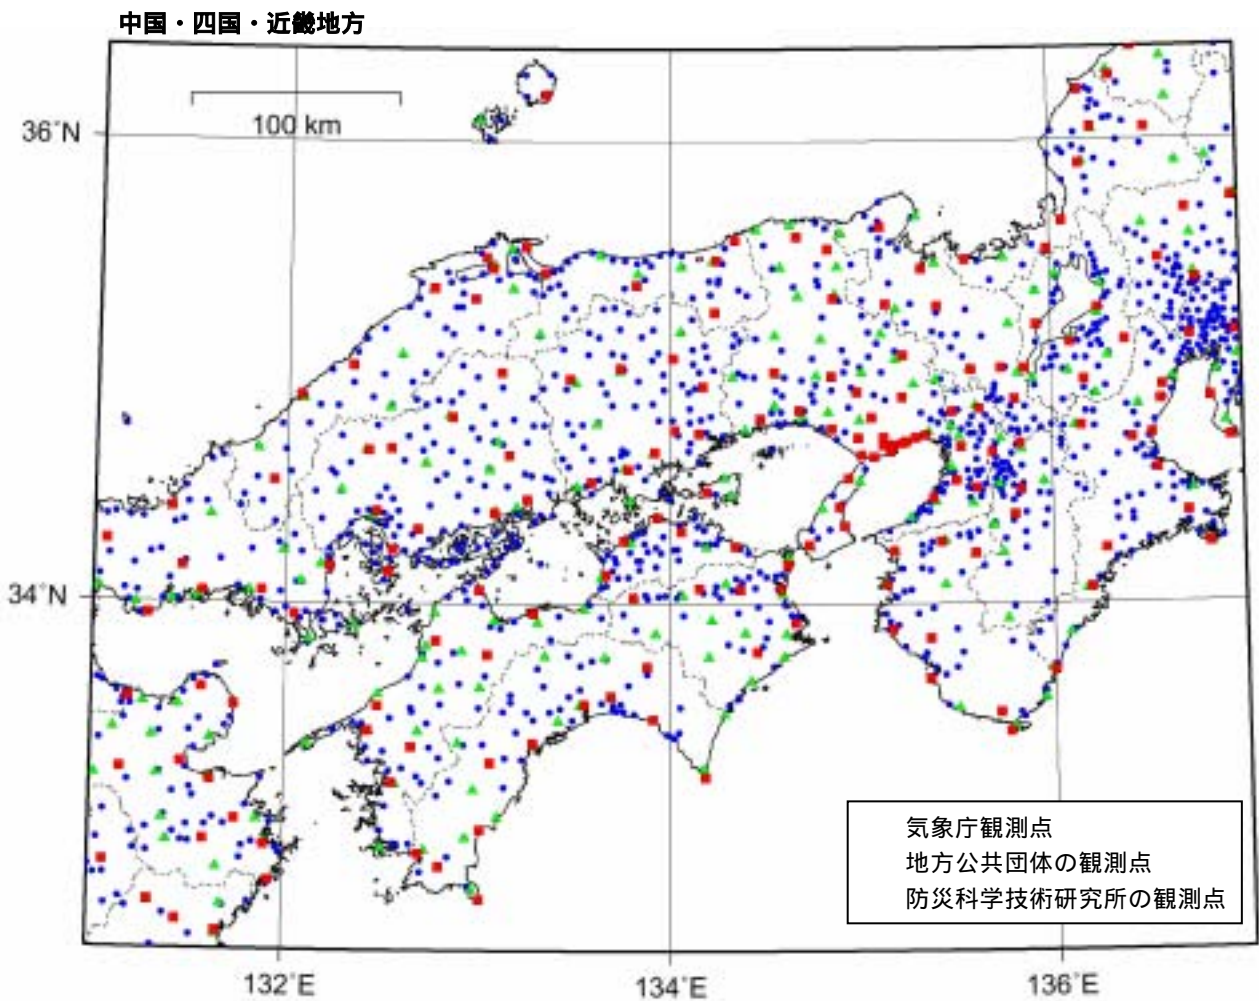 中国・四国・近畿地方
100 km
36°N
34°N
気象庁観測点
地方公共団体の観測点
防災科学技術研究所の観測点
132°E
134°E
136°E